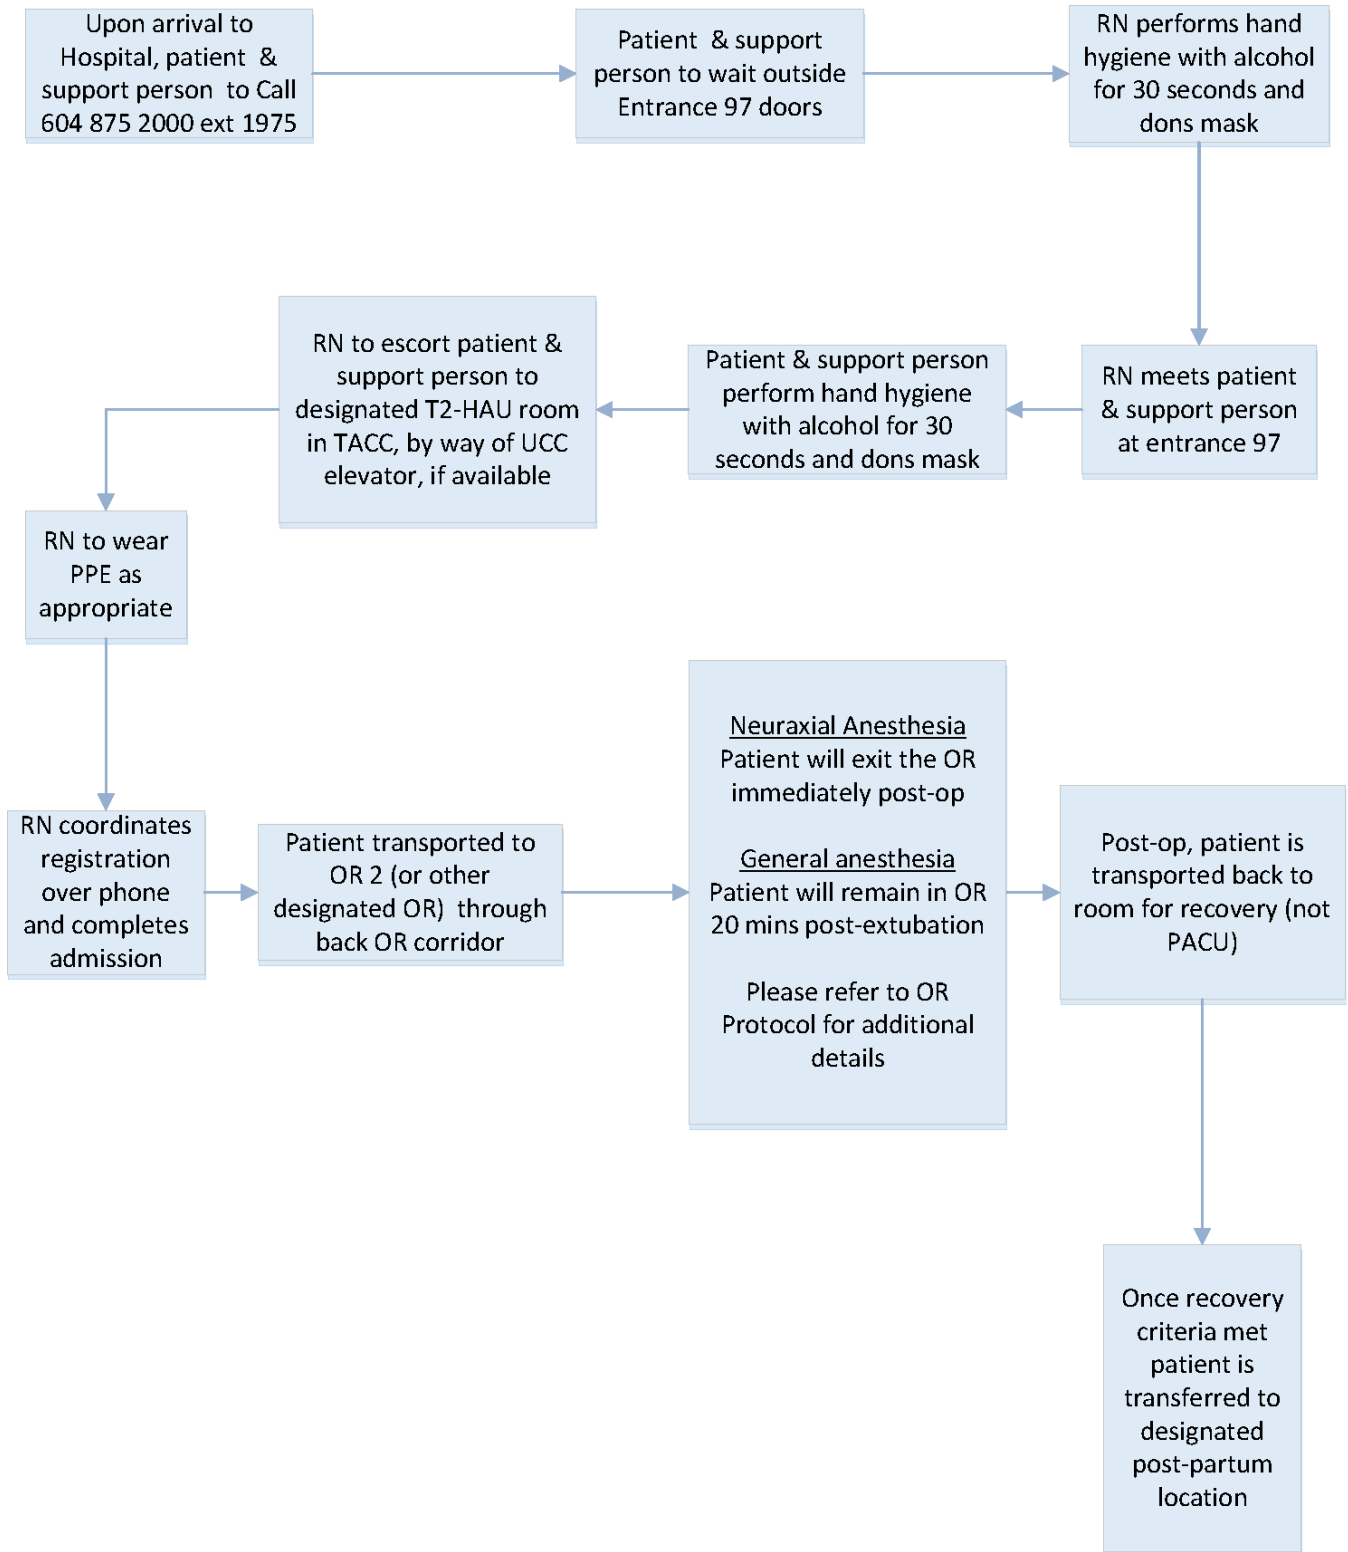 Upon arrival to
Hospital, patient &
support person to Call
604 875 2000 ext 1975
Patient & support
person to wait outside
Entrance 97 doors
RN performs hand
hygiene with alcohol
for 30 seconds and
dons mask
RN meets patient
& support person
at entrance 97
Patient & support person
perform hand hygiene
with alcohol for 30
seconds and dons mask
RN to escort patient &
support person to
designated T2-HAU room
in TACC, by way of UCC
elevator, if available
RN to wear
PPE as
appropriate
RN coordinates
registration
over phone
and completes
admission
Patient transported to
OR 2 (or other
designated OR) through
back OR corridor
Neuraxial Anesthesia
Patient will exit the OR
immediately post-op
General anesthesia
Patient will remain in OR
20 mins post-extubation
Please refer to OR
Protocol for additional
details
Post-op, patient is
transported back to
room for recovery (not
PACU)
Once recovery
criteria met
patient is
transferred to
designated
post-partum
location